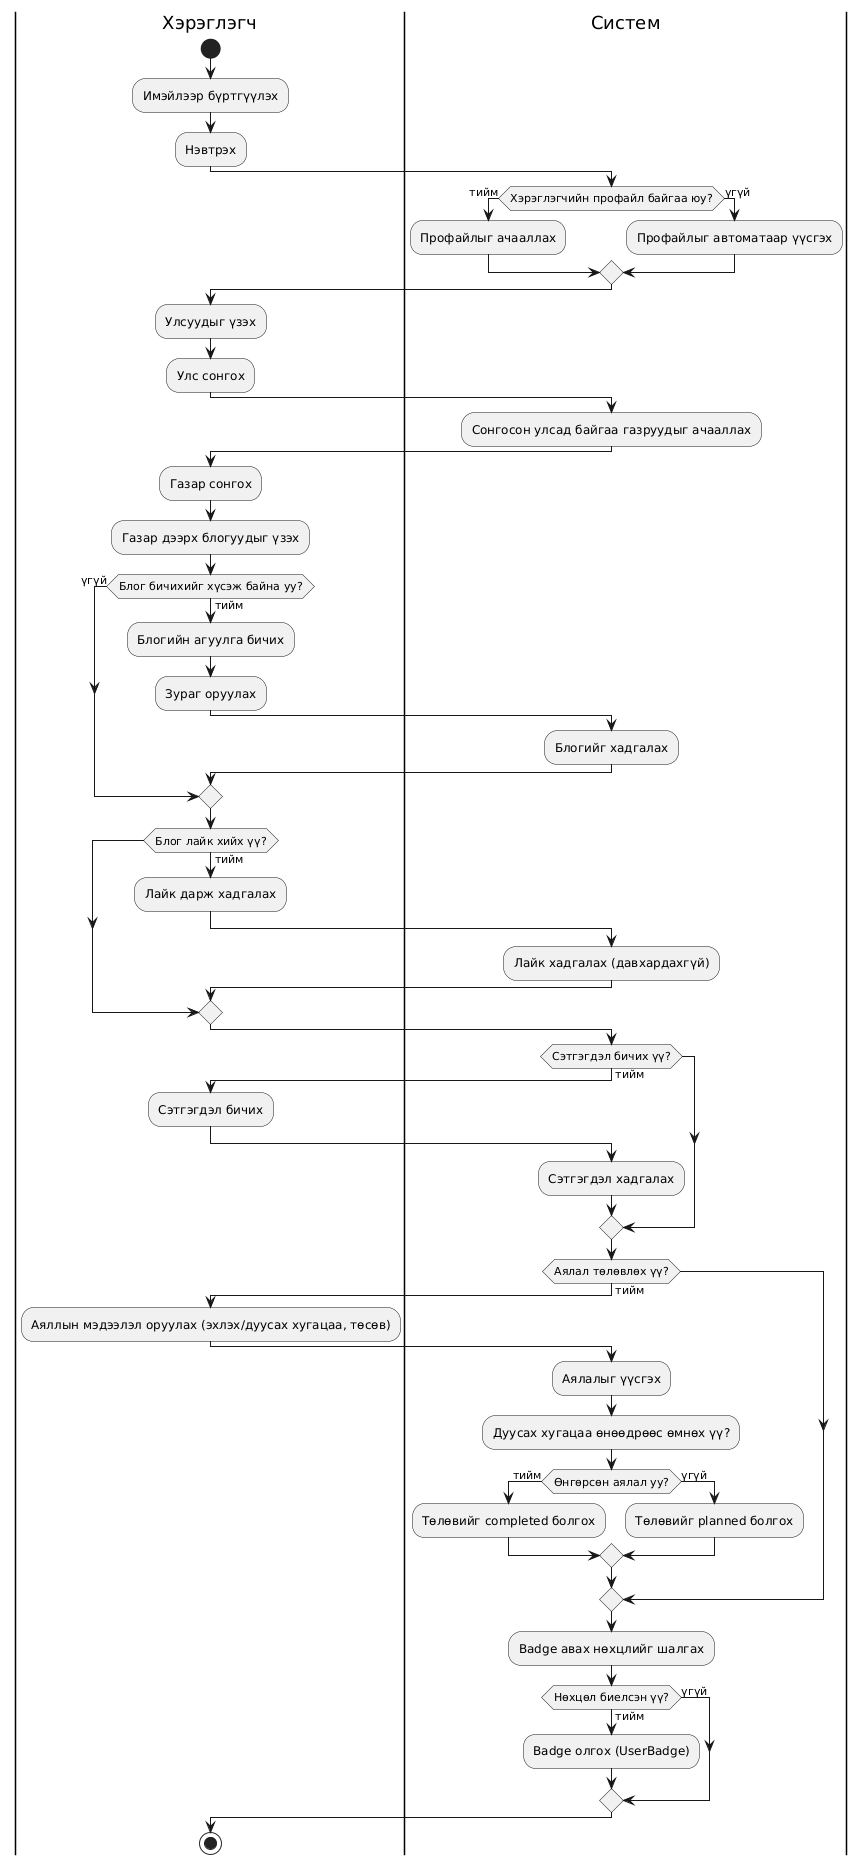 Хэрэглэгч
Систем
Имэйлээр бүртгүүлэх
Нэвтрэх
Хэрэглэгчийн профайл байгаа юу?
тийм
үгүй
Профайлыг ачааллах
Профайлыг автоматаар үүсгэх
Улсуудыг үзэх
Улс сонгох
Сонгосон улсад байгаа газруудыг ачааллах
Газар сонгох
Газар дээрх блогуудыг үзэх
Блог бичихийг хүсэж байна уу?
үгүй
тийм
Блогийн агуулга бичих
Зураг оруулах
Блогийг хадгалах
Блог лайк хийх үү?
тийм
Лайк дарж хадгалах
Лайк хадгалах (давхардахгүй)
Сэтгэгдэл бичих үү?
тийм
Сэтгэгдэл бичих
Сэтгэгдэл хадгалах
Аялал төлөвлөх үү?
тийм
Аяллын мэдээлэл оруулах (эхлэх/дуусах хугацаа, төсөв)
Аялалыг үүсгэх
Дуусах хугацаа өнөөдрөөс өмнөх үү?
Өнгөрсөн аялал уу?
тийм
үгүй
Төлөвийг completed болгох
Төлөвийг planned болгох
Badge авах нөхцлийг шалгах
Нөхцөл биелсэн үү?
үгүй
тийм
Badge олгох (UserBadge)